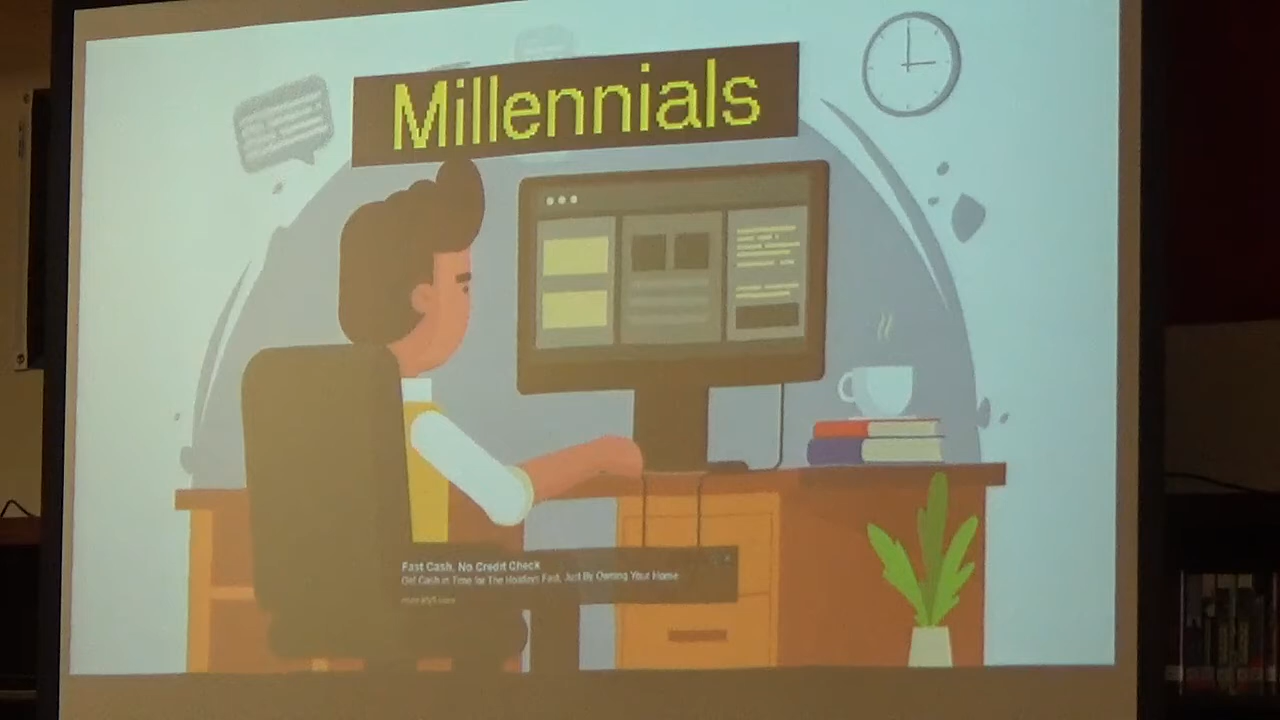 Millennials
Fast Cash, No Credit Check
Get Cash in Time for The Holidays Fast, Just By Owning Your Home